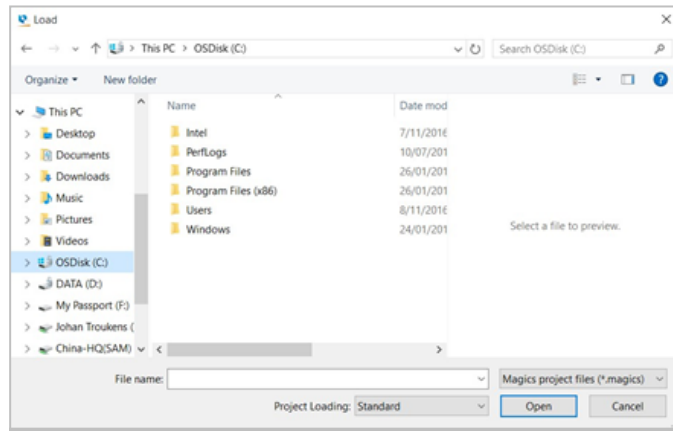 Load
This PC > OSDisk (C:)
Search OSDisk (C:)
Organize
New folder
This PC
Desktop
Documents
Downloads
Music
Pictures
Videos
OSDisk (C:)
DATA (D:)
My Passport (F:)
Johan Troukens (
China-HQ(SAM)
Name Date mod
Intel 7/11/2016
PerfLogs 10/07/201
Program Files 26/01/201
Program Files (x86) 26/01/201
Users 8/11/2016
Windows 24/01/201
Select a file to preview.
File name:
Magics project files (*.magics)
Project Loading: Standard
Open
Cancel